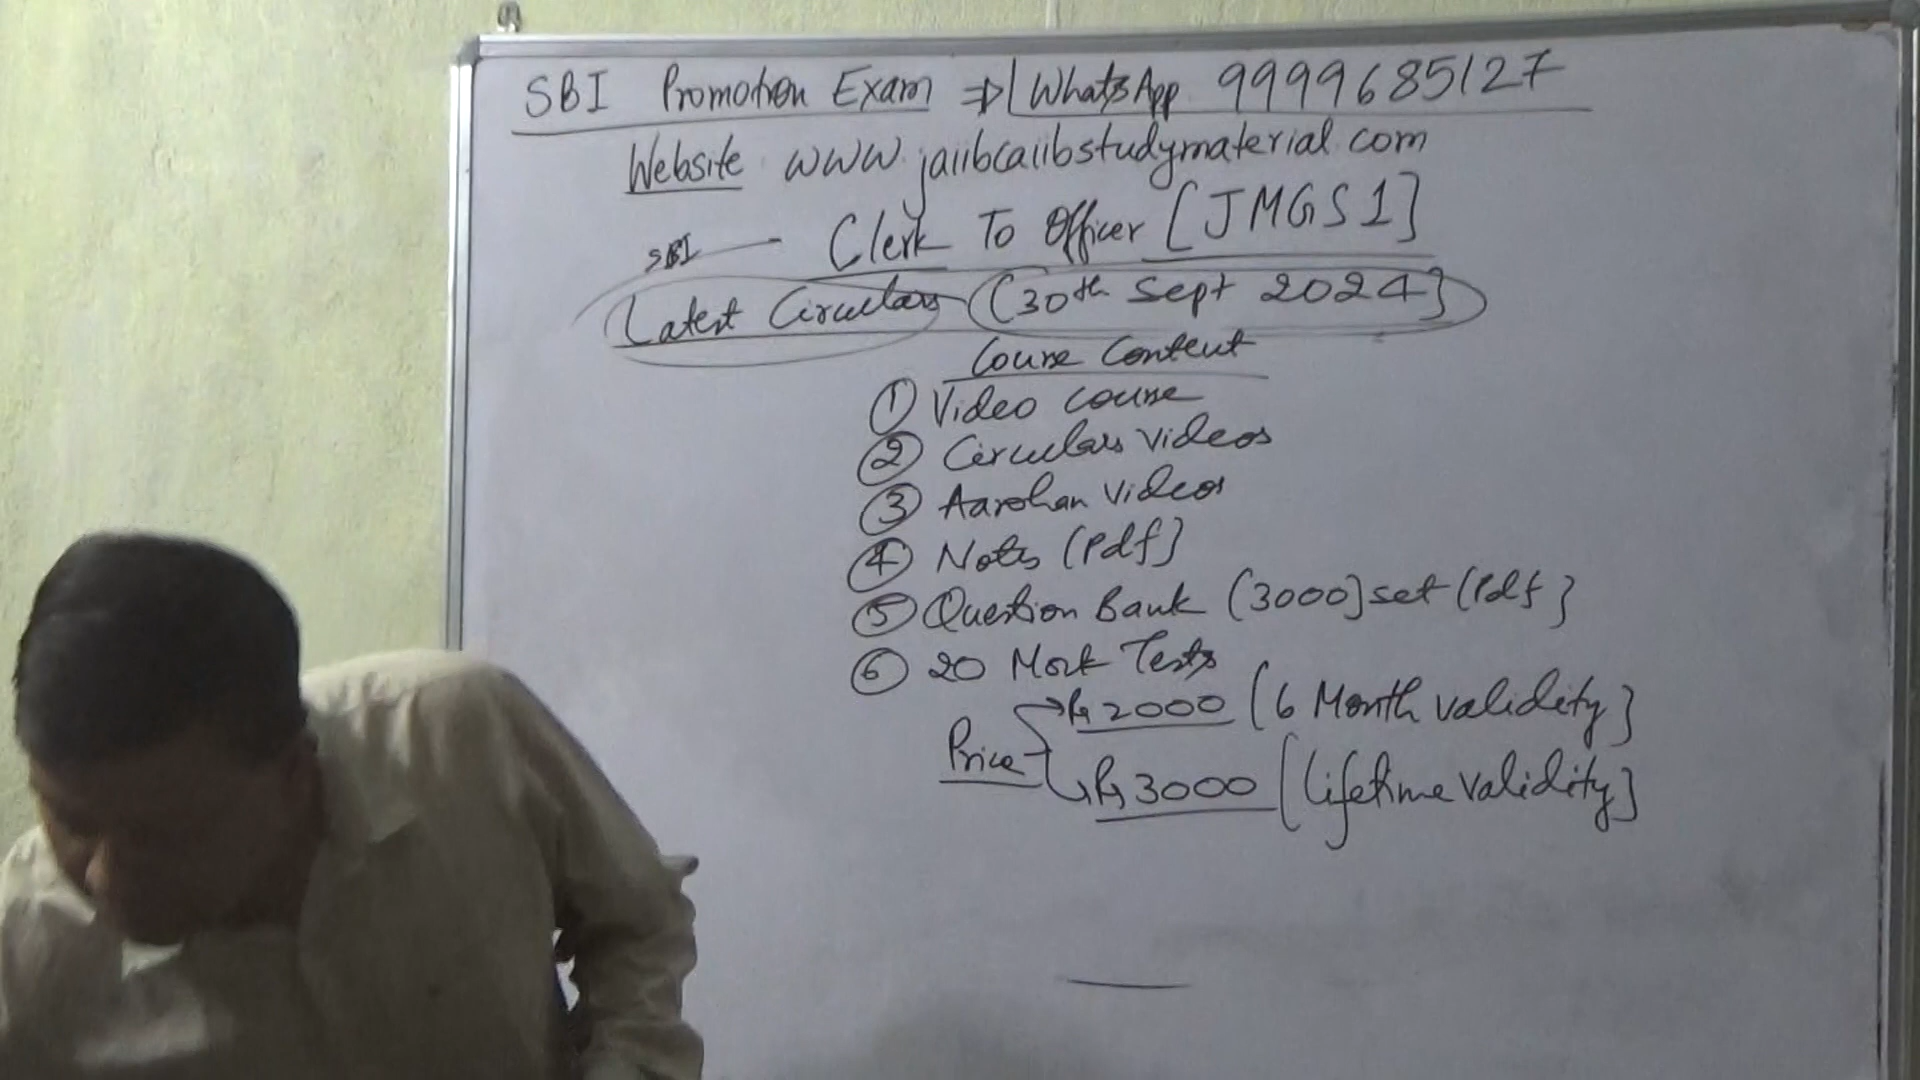 SBI Promotion Exam ⇒ WhatsApp 9999685127
Website www.jaiibcaiibstudymaterial.com
SBI — Clerk To Officer [JMGS1]
Latest Circulars (30th Sept 2024]
Course Content
① Video course
② Circulars Videos
③ Aarohan Videos
④ Notes (Pdf]
⑤ Question Bank (3000] set (Pdf}
⑥ 20 Mock Tests
Price → Rs 2000 (6 Month validity]
→ Rs 3000 [Lifetime validity]